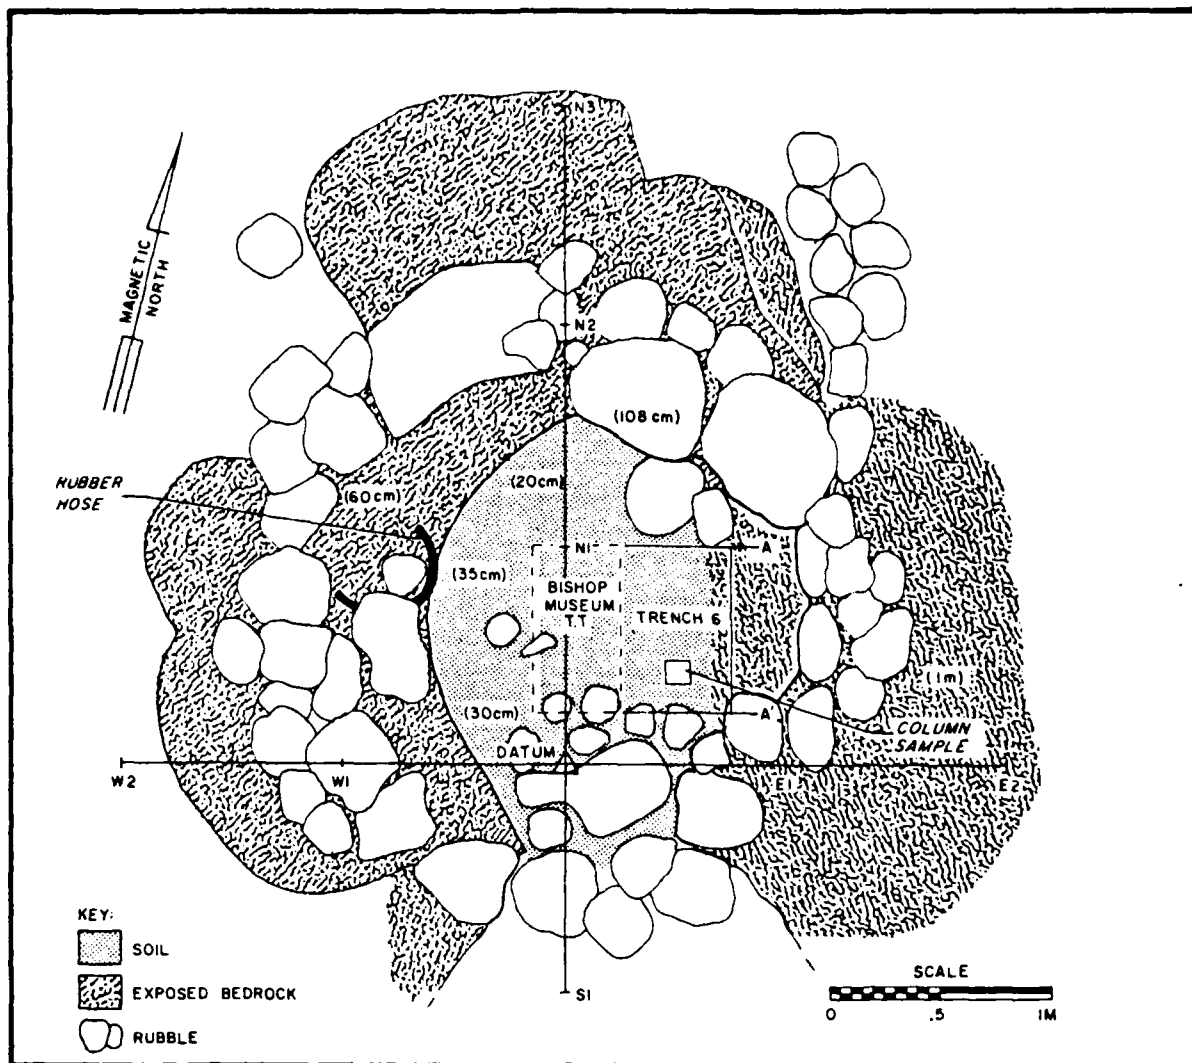 N3
MAGNETIC
NORTH
N2
(108 cm)
RUBBER
HOSE
(60cm)
(20cm)
N1
A
(35cm)
BISHOP
MUSEUM
T.T.
TRENCH 6
(1m)
(30cm)
A'
COLUMN
SAMPLE
DATUM
W2
W1
E1
E2
KEY:
SOIL
EXPOSED BEDROCK
RUBBLE
S1
SCALE
0 .5 1M